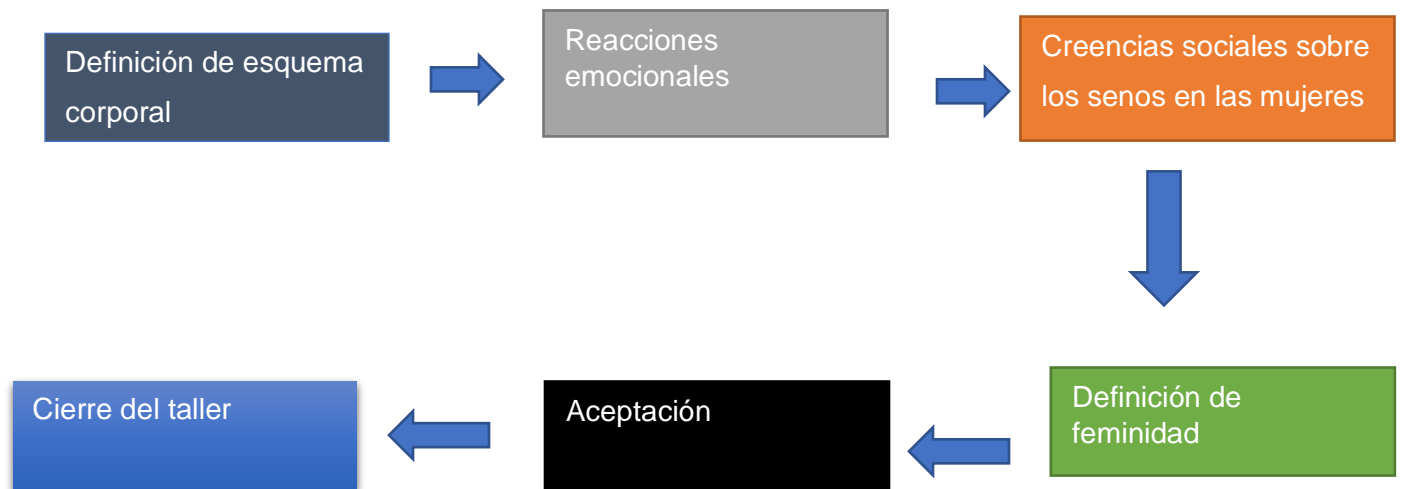 Definición de esquema
corporal
Reacciones
emocionales
Creencias sociales sobre
los senos en las mujeres
Definición de
feminidad
Aceptación
Cierre del taller